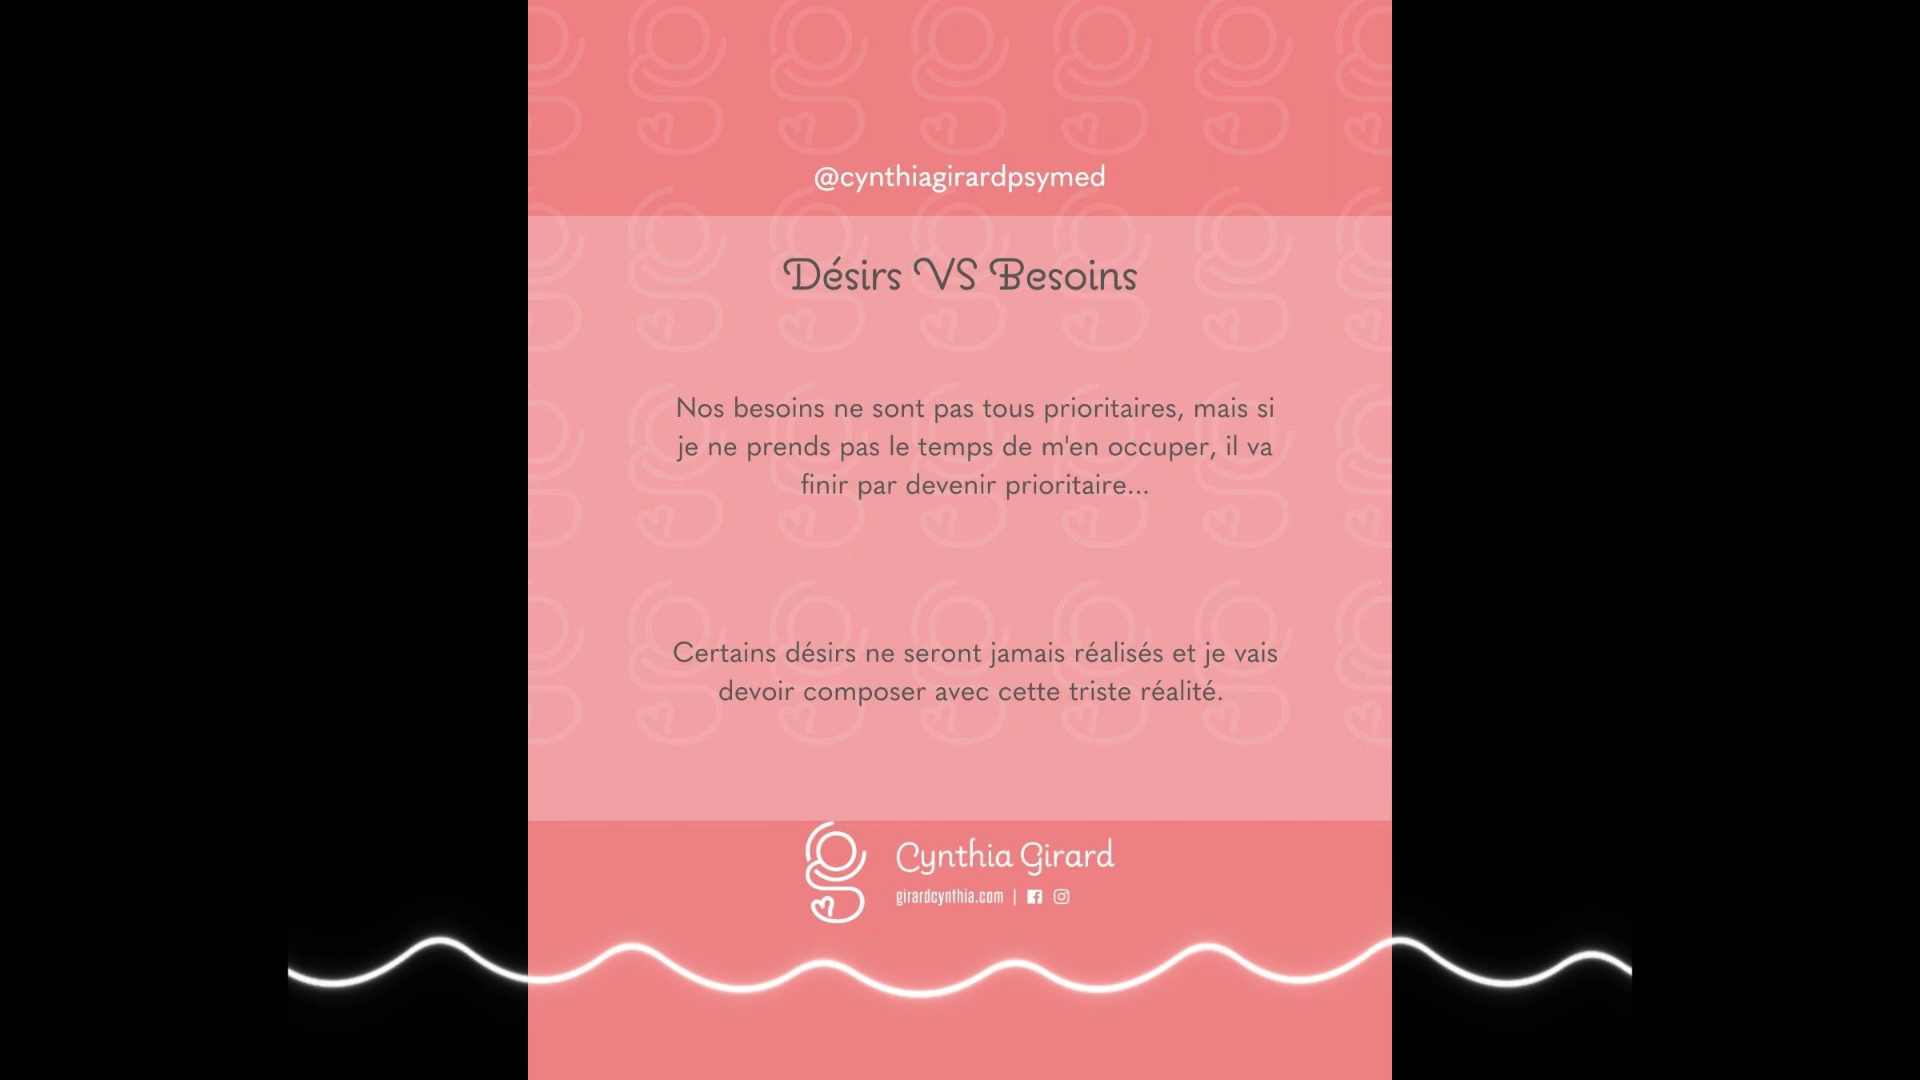 @cynthiagirardpsymed
Désirs VS Besoins
Nos besoins ne sont pas tous prioritaires, mais si
je ne prends pas le temps de m'en occuper, il va
finir par devenir prioritaire...
Certains désirs ne seront jamais réalisés et je vais
devoir composer avec cette triste réalité.
Cynthia Girard
girardcynthia.com |